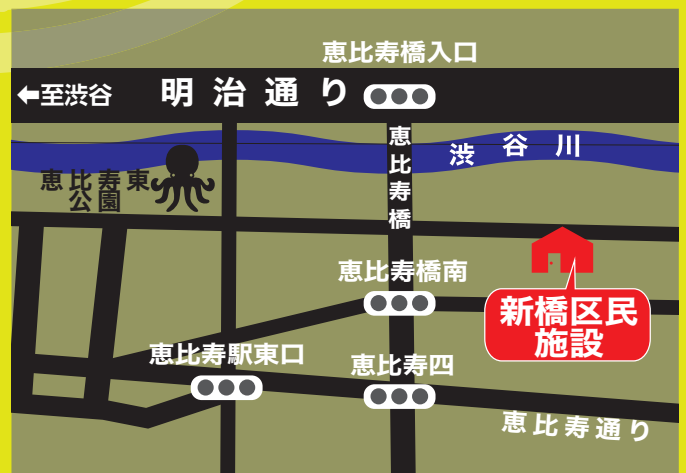 恵比寿橋入口
←至渋谷
明治通り
恵比寿橋
渋谷川
恵比寿東
公園
恵比寿橋南
新橋区民
施設
恵比寿駅東口
恵比寿四
恵比寿通り